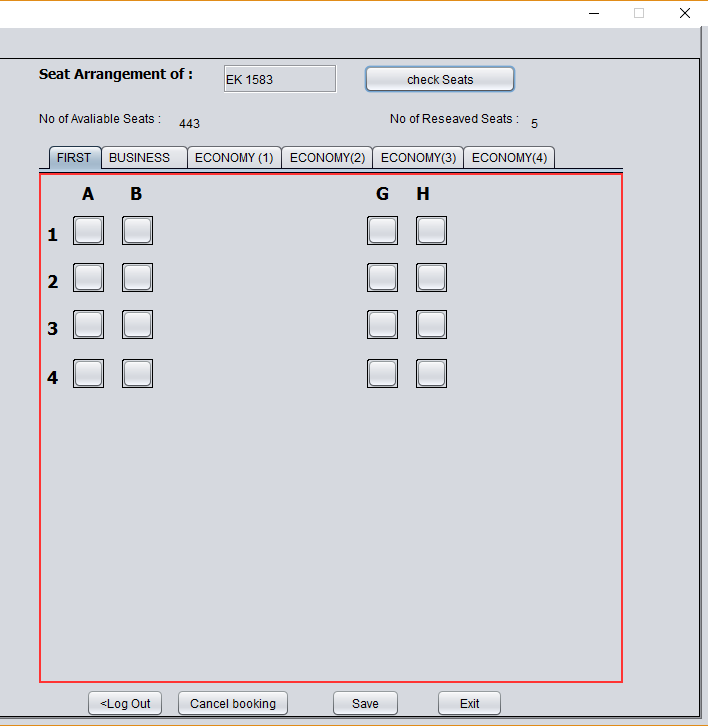 Seat Arrangement of : EK 1583 check Seats
No of Avaliable Seats : 443 No of Reseaved Seats : 5
FIRST BUSINESS ECONOMY (1) ECONOMY(2) ECONOMY(3) ECONOMY(4)
A B G H
1
2
3
4
<Log Out Cancel booking Save Exit